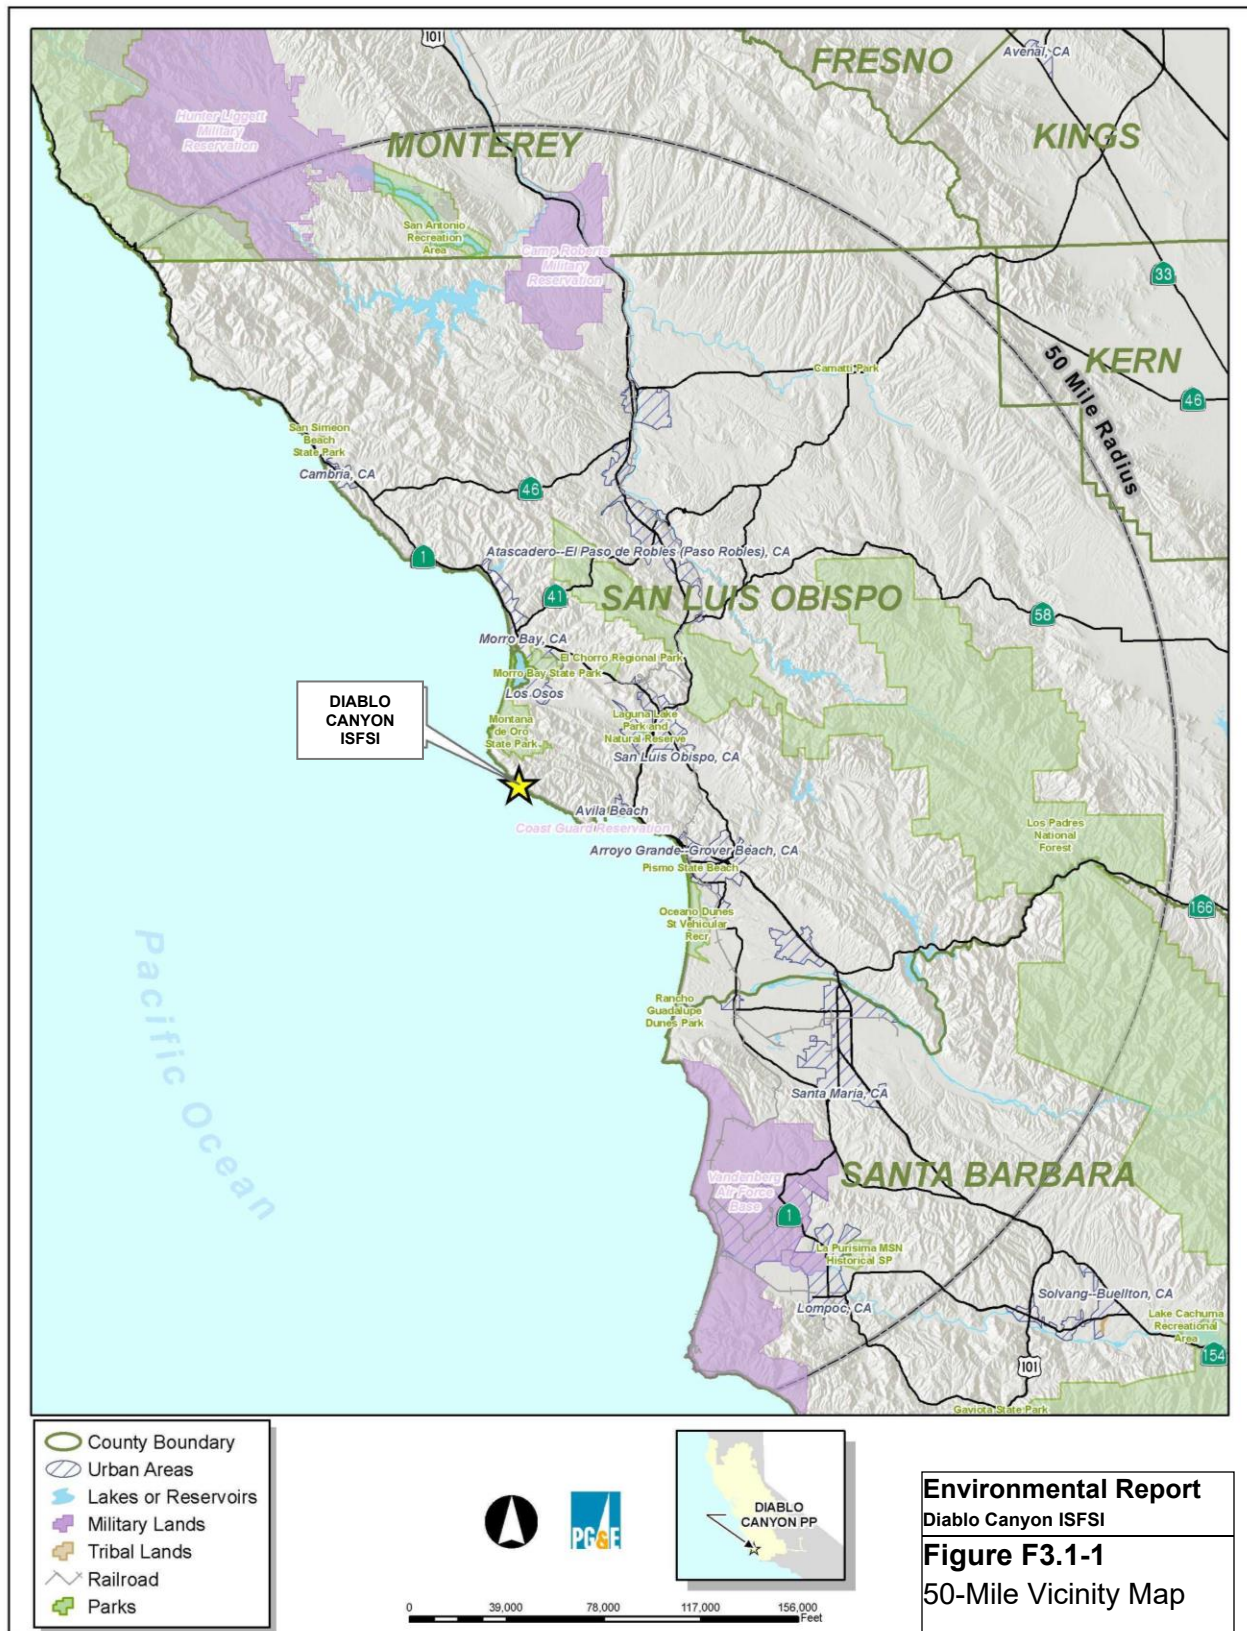 101
FRESNO
Avenal, CA
Hunter Liggett
Military
Reservation
MONTEREY
KINGS
San Antonio
Recreation
Area
Camp Roberts
Military
Reservation
33
50 Mile Radius
KERN
Camatti Park
46
San Simeon
Beach
State Park
Cambria, CA
46
1
Atascadero--El Paso de Robles (Paso Robles), CA
41
SAN LUIS OBISPO
58
Morro Bay, CA
El Chorro Regional Park
Morro Bay State Park
Los Osos
DIABLO
CANYON
ISFSI
Montana
de Oro
State Park
Laguna Lake
Park and
Natural Reserve
San Luis Obispo, CA
Avila Beach
Coast Guard Reservation
Los Padres
National
Forest
Arroyo Grande--Grover Beach, CA
Pismo State Beach
166
Oceano Dunes
St Vehicular
Recr
Pacific Ocean
Rancho
Guadalupe
Dunes Park
Santa Maria, CA
SANTA BARBARA
Vandenberg
Air Force
Base
1
La Purisima MSN
Historical SP
Solvang--Buellton, CA
Lompoc, CA
Lake Cachuma
Recreational
Area
101
154
Gaviota State Park
County Boundary
Urban Areas
Lakes or Reservoirs
Military Lands
Tribal Lands
Railroad
Parks
PG&E
DIABLO
CANYON PP
0 39,000 78,000 117,000 156,000
Feet
Environmental Report
Diablo Canyon ISFSI
Figure F3.1-1
50-Mile Vicinity Map